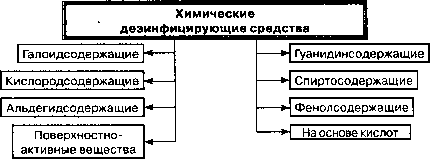 Химические
дезинфицирующие средства
Галоидсодержащие
Кислородсодержащие
Альдегидсодержащие
Поверхностно-
активные вещества
Гуанидинсодержащие
Спиртосодержащие
Фенолсодержащие
На основе кислот